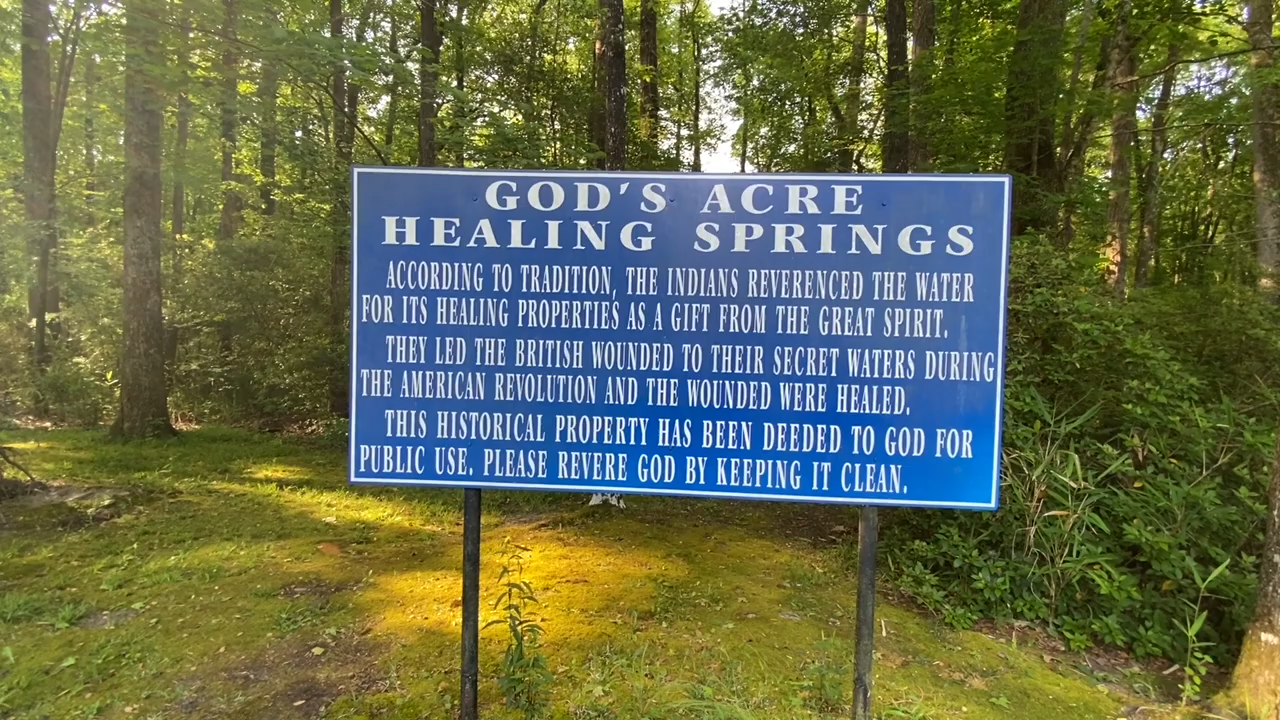 GOD'S ACRE
HEALING SPRINGS
ACCORDING TO TRADITION, THE INDIANS REVERENCED THE WATER
FOR ITS HEALING PROPERTIES AS A GIFT FROM THE GREAT SPIRIT.
THEY LED THE BRITISH WOUNDED TO THEIR SECRET WATERS DURING
THE AMERICAN REVOLUTION AND THE WOUNDED WERE HEALED.
THIS HISTORICAL PROPERTY HAS BEEN DEEDED TO GOD FOR
PUBLIC USE. PLEASE REVERE GOD BY KEEPING IT CLEAN.